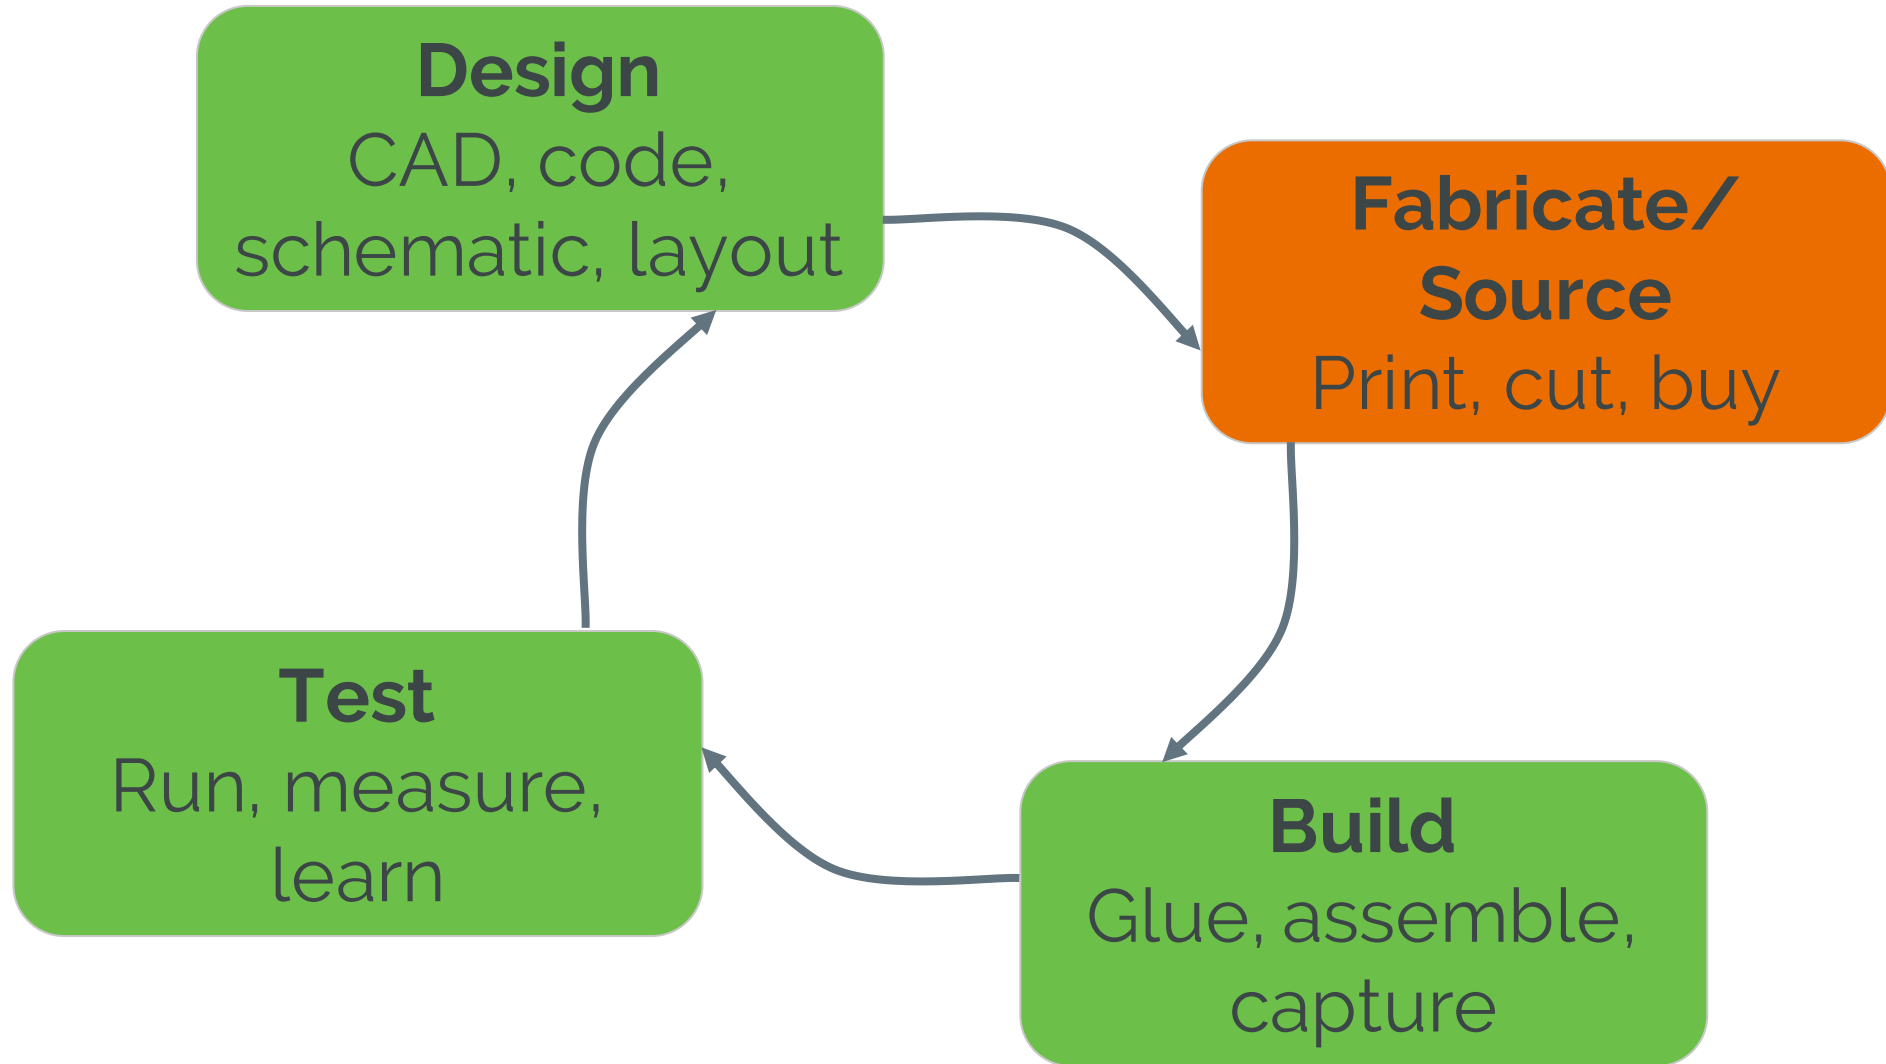 Design
CAD, code,
schematic, layout
Fabricate/
Source
Print, cut, buy
Test
Run, measure,
learn
Build
Glue, assemble,
capture